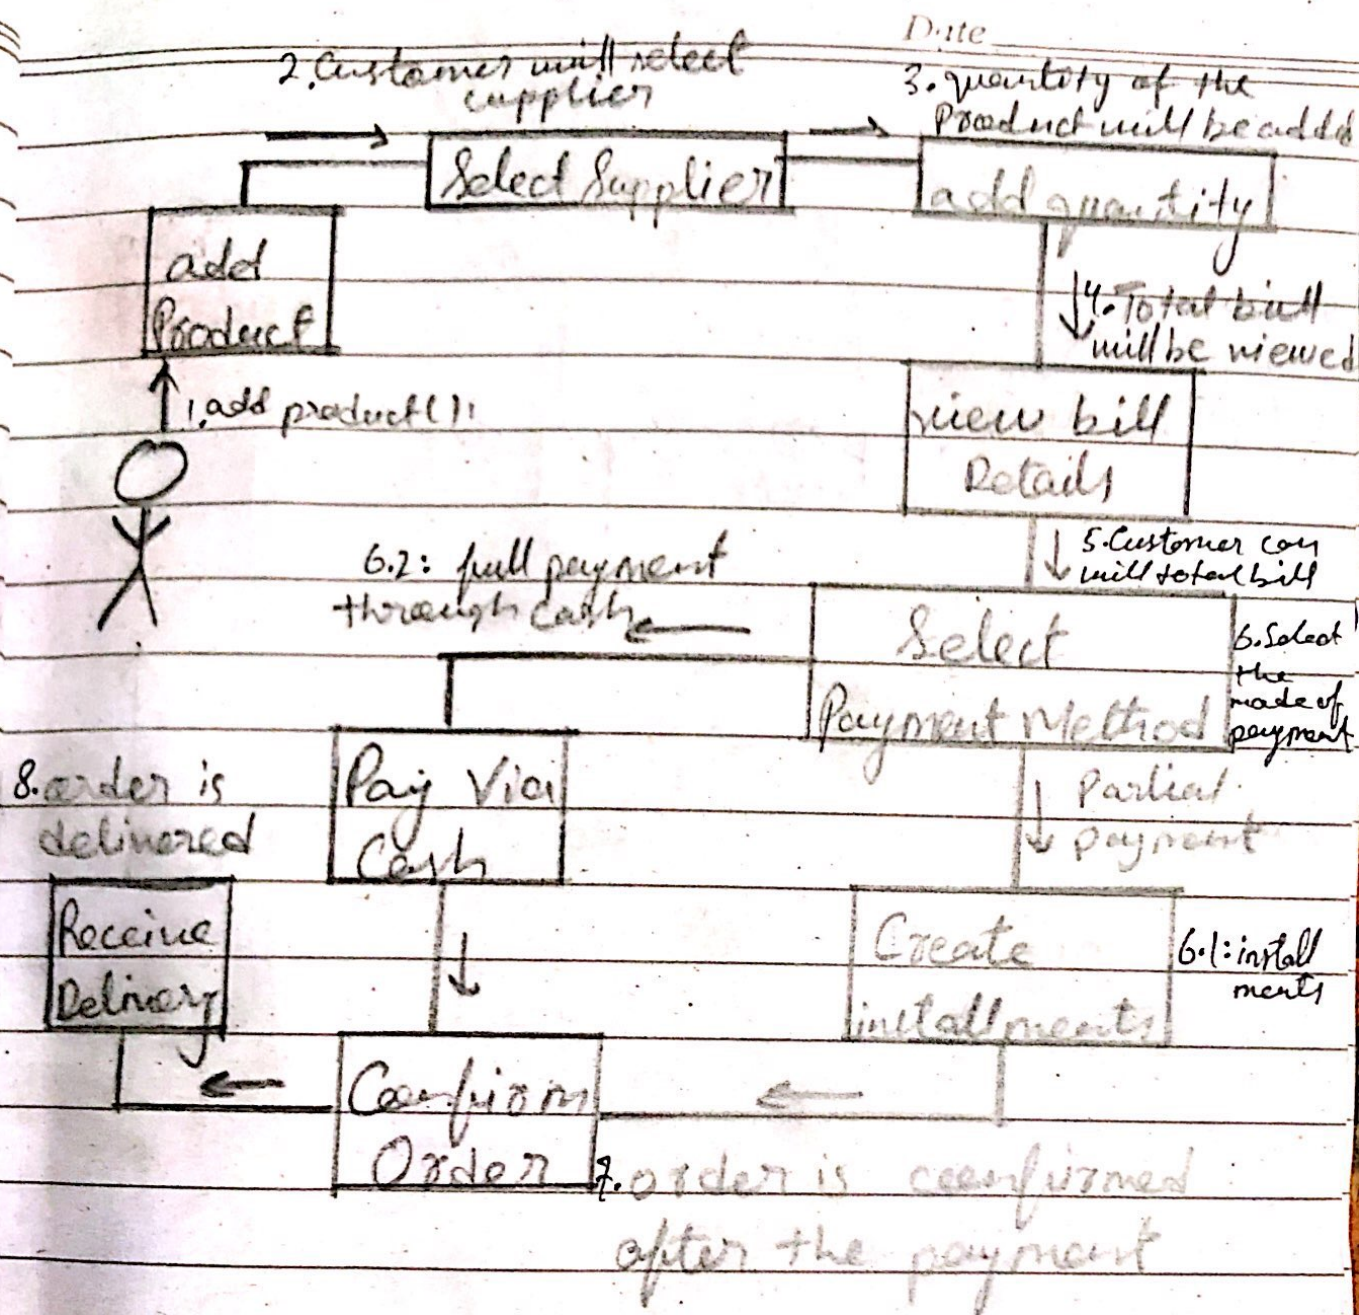 Date
2. Customer will select
supplier
3. quantity of the
Product will be added
Select Supplier
add quantity
add
Product
4. Total bill
will be viewed
1. add product():
view bill
Details
5. Customer can
will total bill
6.2: full payment
through cash
Select
Payment Method
6. Select
the
mode of
payment
8. order is
delivered
Pay Via
Cash
Partial
payment
Receive
Delivery
Create
installments
6.1: install
ments
Confirm
Order
7. order is confirmed
after the payment